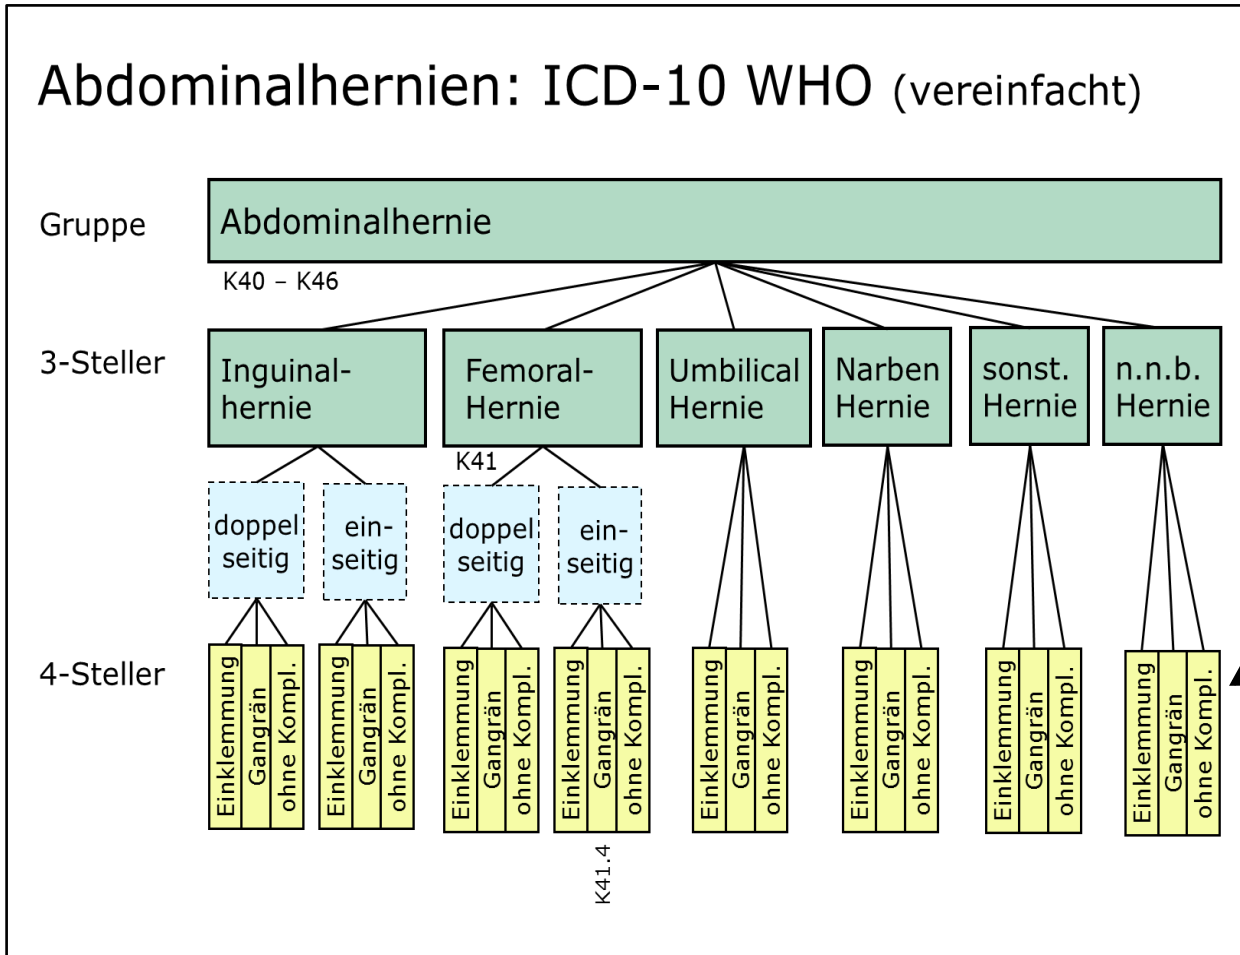 Abdominalhernien: ICD-10 WHO (vereinfacht)
Gruppe
Abdominalhernie
K40 – K46
3-Steller
Inguinal-
hernie
Femoral-
Hernie
Umbilical
Hernie
Narben
Hernie
sonst.
Hernie
n.n.b.
Hernie
K41
doppel
seitig
ein-
seitig
doppel
seitig
ein-
seitig
4-Steller
Einklemmung
Gangrän
ohne Kompl.
Einklemmung
Gangrän
ohne Kompl.
Einklemmung
Gangrän
ohne Kompl.
Einklemmung
Gangrän
ohne Kompl.
Einklemmung
Gangrän
ohne Kompl.
Einklemmung
Gangrän
ohne Kompl.
Einklemmung
Gangrän
ohne Kompl.
Einklemmung
Gangrän
ohne Kompl.
K41.4